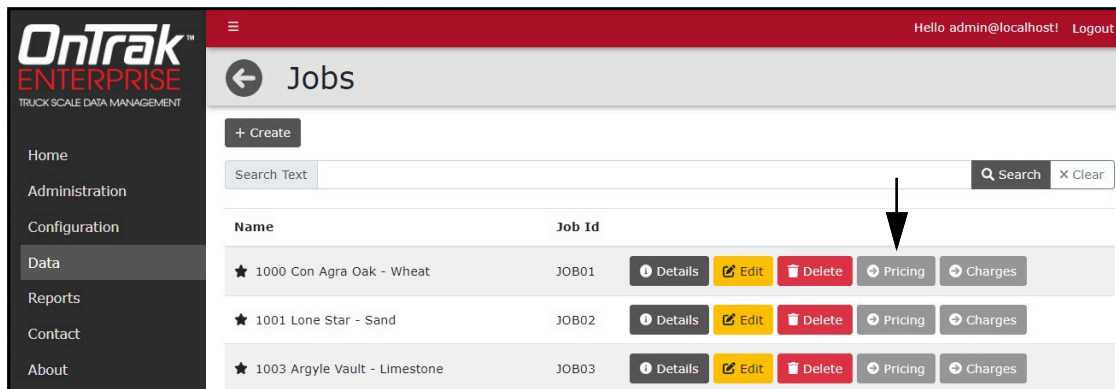 OnTrak™
ENTERPRISE
TRUCK SCALE DATA MANAGEMENT
Home
Administration
Configuration
Data
Reports
Contact
About
Hello admin@localhost! Logout
Jobs
+ Create
Search Text Search × Clear
Name Job Id
1000 Con Agra Oak - Wheat JOB01 Details Edit Delete Pricing Charges
1001 Lone Star - Sand JOB02 Details Edit Delete Pricing Charges
1003 Argyle Vault - Limestone JOB03 Details Edit Delete Pricing Charges